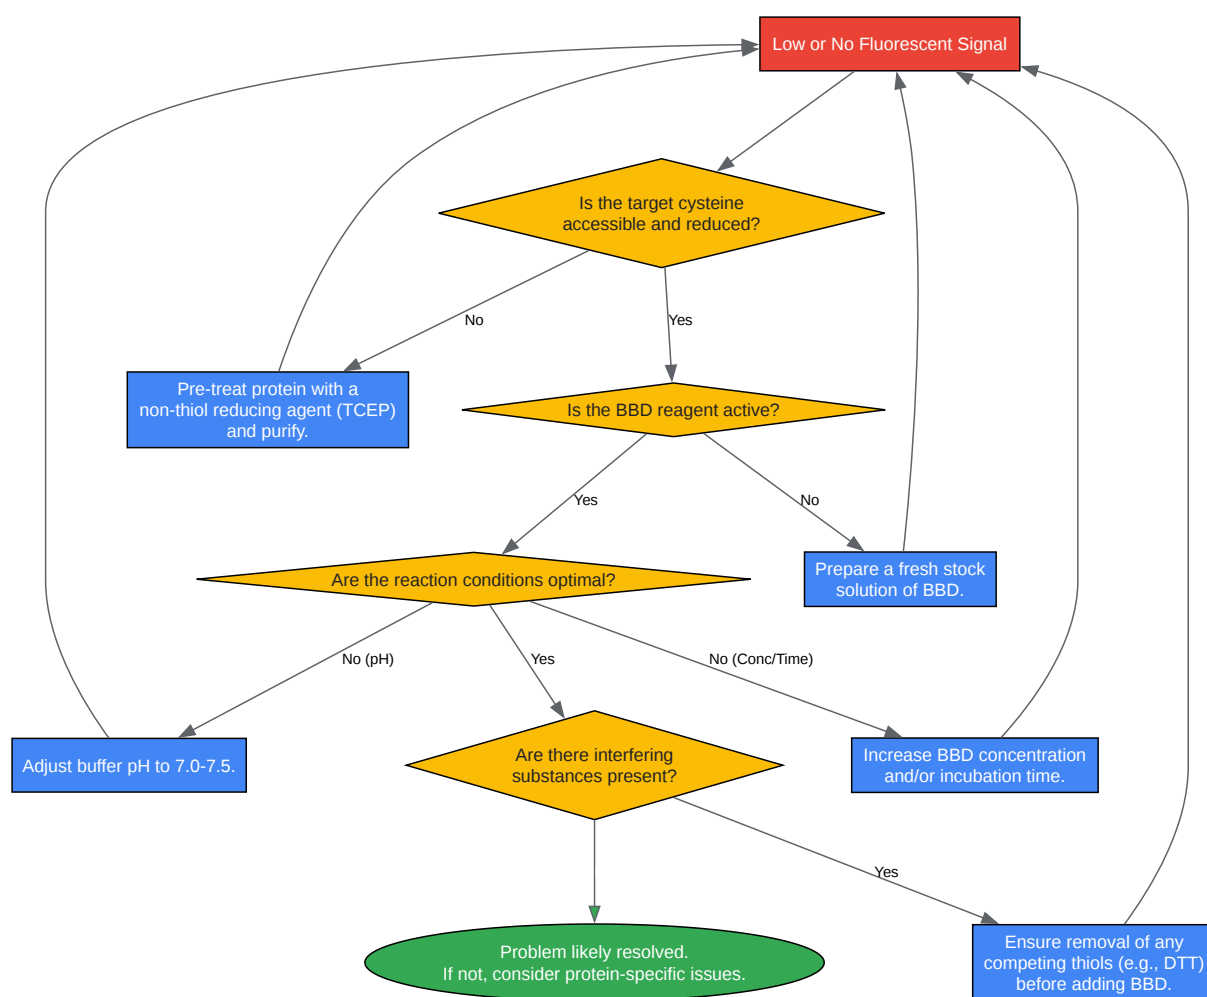 Low or No Fluorescent Signal
Is the target cysteine
accessible and reduced?
No
Yes
Pre-treat protein with a
non-thiol reducing agent (TCEP)
and purify.
Is the BBD reagent active?
Yes
No
Are the reaction conditions optimal?
Prepare a fresh stock
solution of BBD.
No (pH)
Yes
No (Conc/Time)
Adjust buffer pH to 7.0-7.5.
Are there interfering
substances present?
Increase BBD concentration
and/or incubation time.
Yes
Problem likely resolved.
If not, consider protein-specific issues.
Ensure removal of any
competing thiols (e.g., DTT)
before adding BBD.